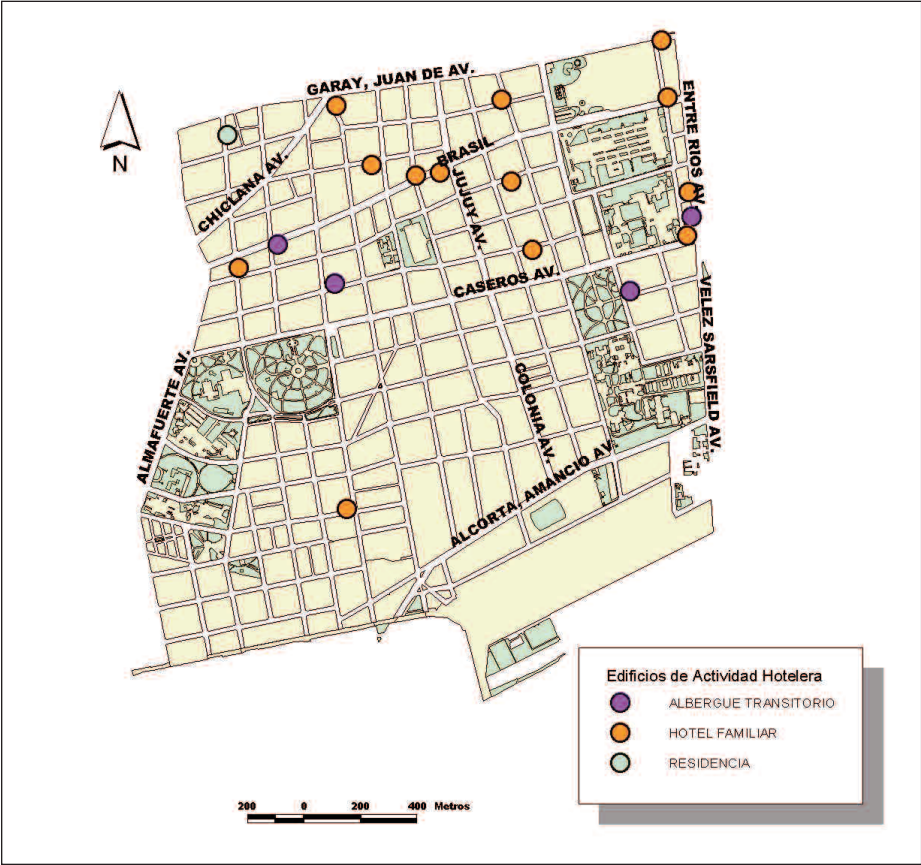 GARAY, JUAN DE AV.
ENTRE RIOS AV.
N
BRASIL
CHICLANA AV.
JUJUY AV.
CASEROS AV.
VELEZ SARSFIELD AV.
ALMAFUERTE AV.
COLONIA AV.
ALCORTA, AMANCIO AV.
Edificios de Actividad Hotelera
ALBERGUE TRANSITORIO
HOTEL FAMILIAR
RESIDENCIA
200 0 200 400 Metros